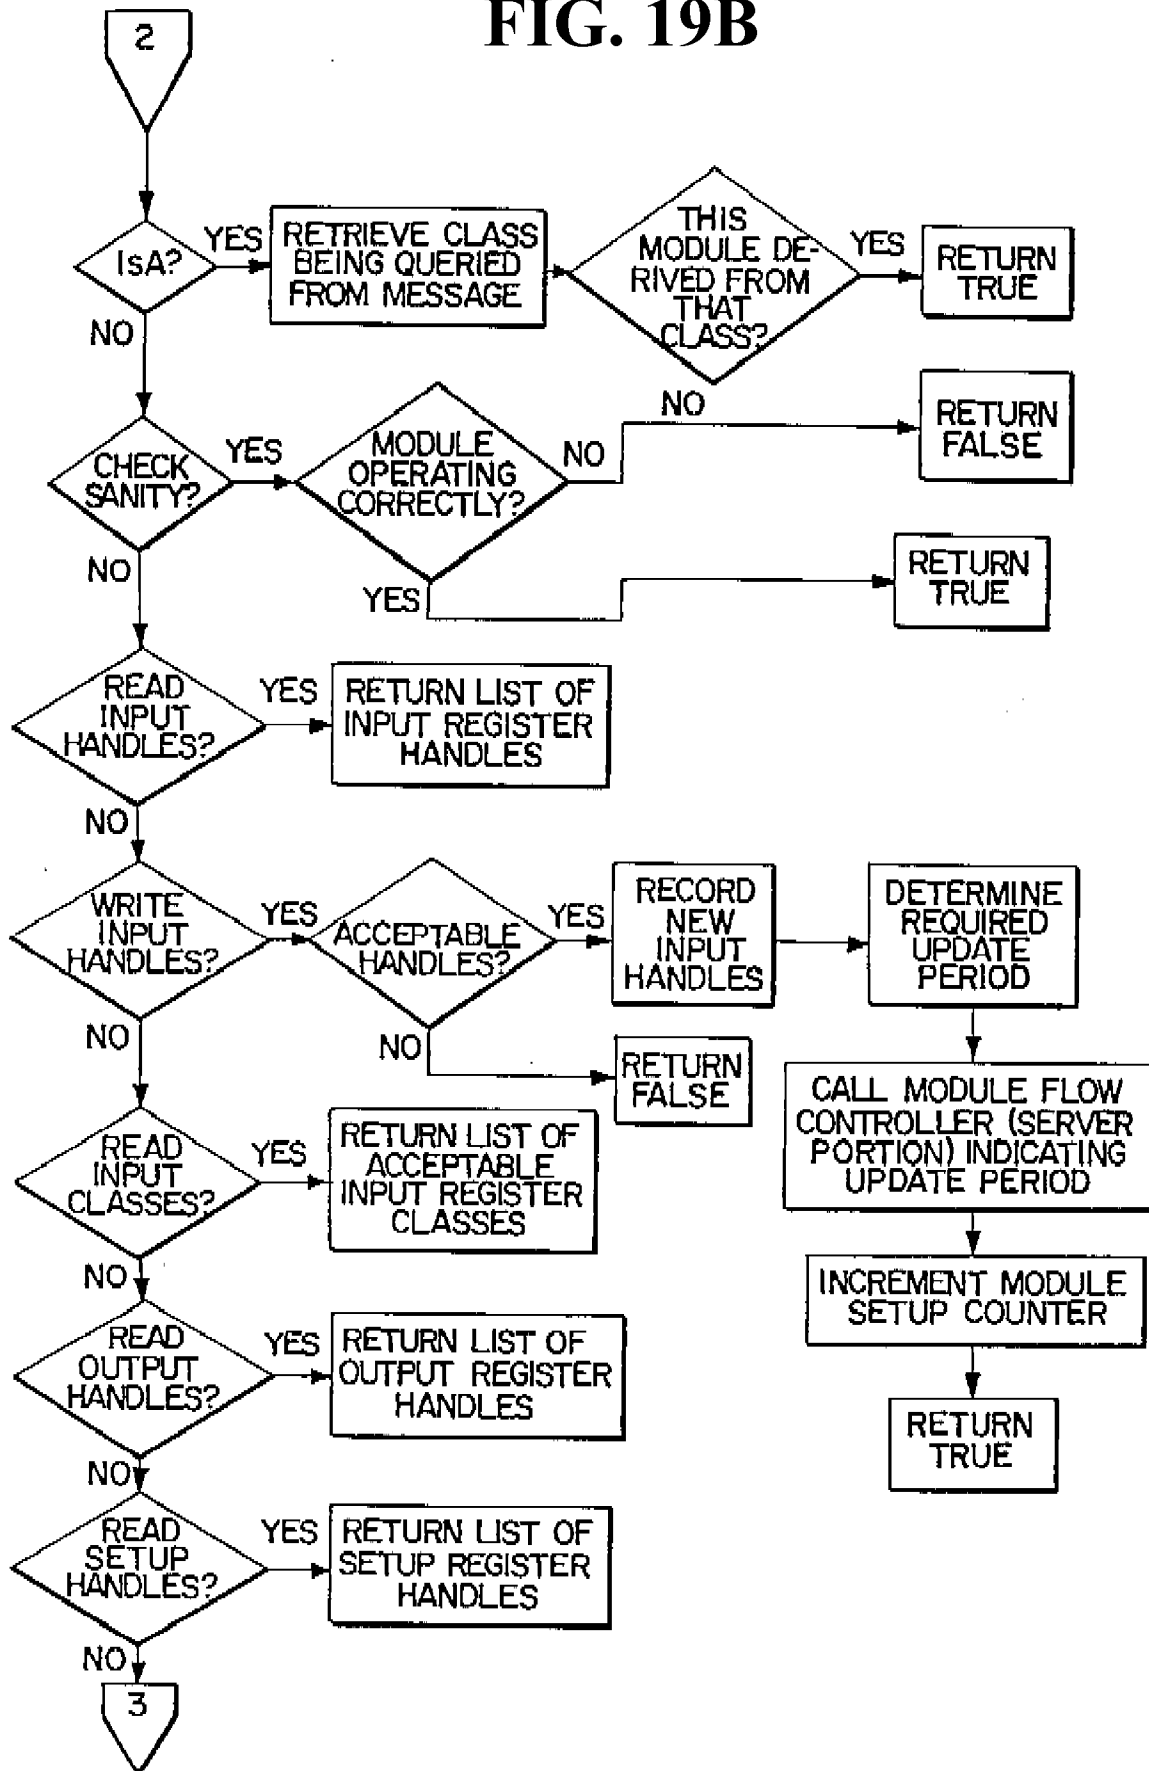 FIG. 19B
2
IsA?
YES
RETRIEVE CLASS
BEING QUERIED
FROM MESSAGE
THIS
MODULE DE-
RIVED FROM
THAT
CLASS?
YES
RETURN
TRUE
NO
NO
RETURN
FALSE
CHECK
SANITY?
YES
MODULE
OPERATING
CORRECTLY?
NO
NO
YES
RETURN
TRUE
READ
INPUT
HANDLES?
YES
RETURN LIST OF
INPUT REGISTER
HANDLES
NO
WRITE
INPUT
HANDLES?
YES
ACCEPTABLE
HANDLES?
YES
RECORD
NEW
INPUT
HANDLES
DETERMINE
REQUIRED
UPDATE
PERIOD
NO
NO
RETURN
FALSE
CALL MODULE FLOW
CONTROLLER (SERVER
PORTION) INDICATING
UPDATE PERIOD
READ
INPUT
CLASSES?
YES
RETURN LIST OF
ACCEPTABLE
INPUT REGISTER
CLASSES
NO
INCREMENT MODULE
SETUP COUNTER
READ
OUTPUT
HANDLES?
YES
RETURN LIST OF
OUTPUT REGISTER
HANDLES
RETURN
TRUE
NO
READ
SETUP
HANDLES?
YES
RETURN LIST OF
SETUP REGISTER
HANDLES
NO
3